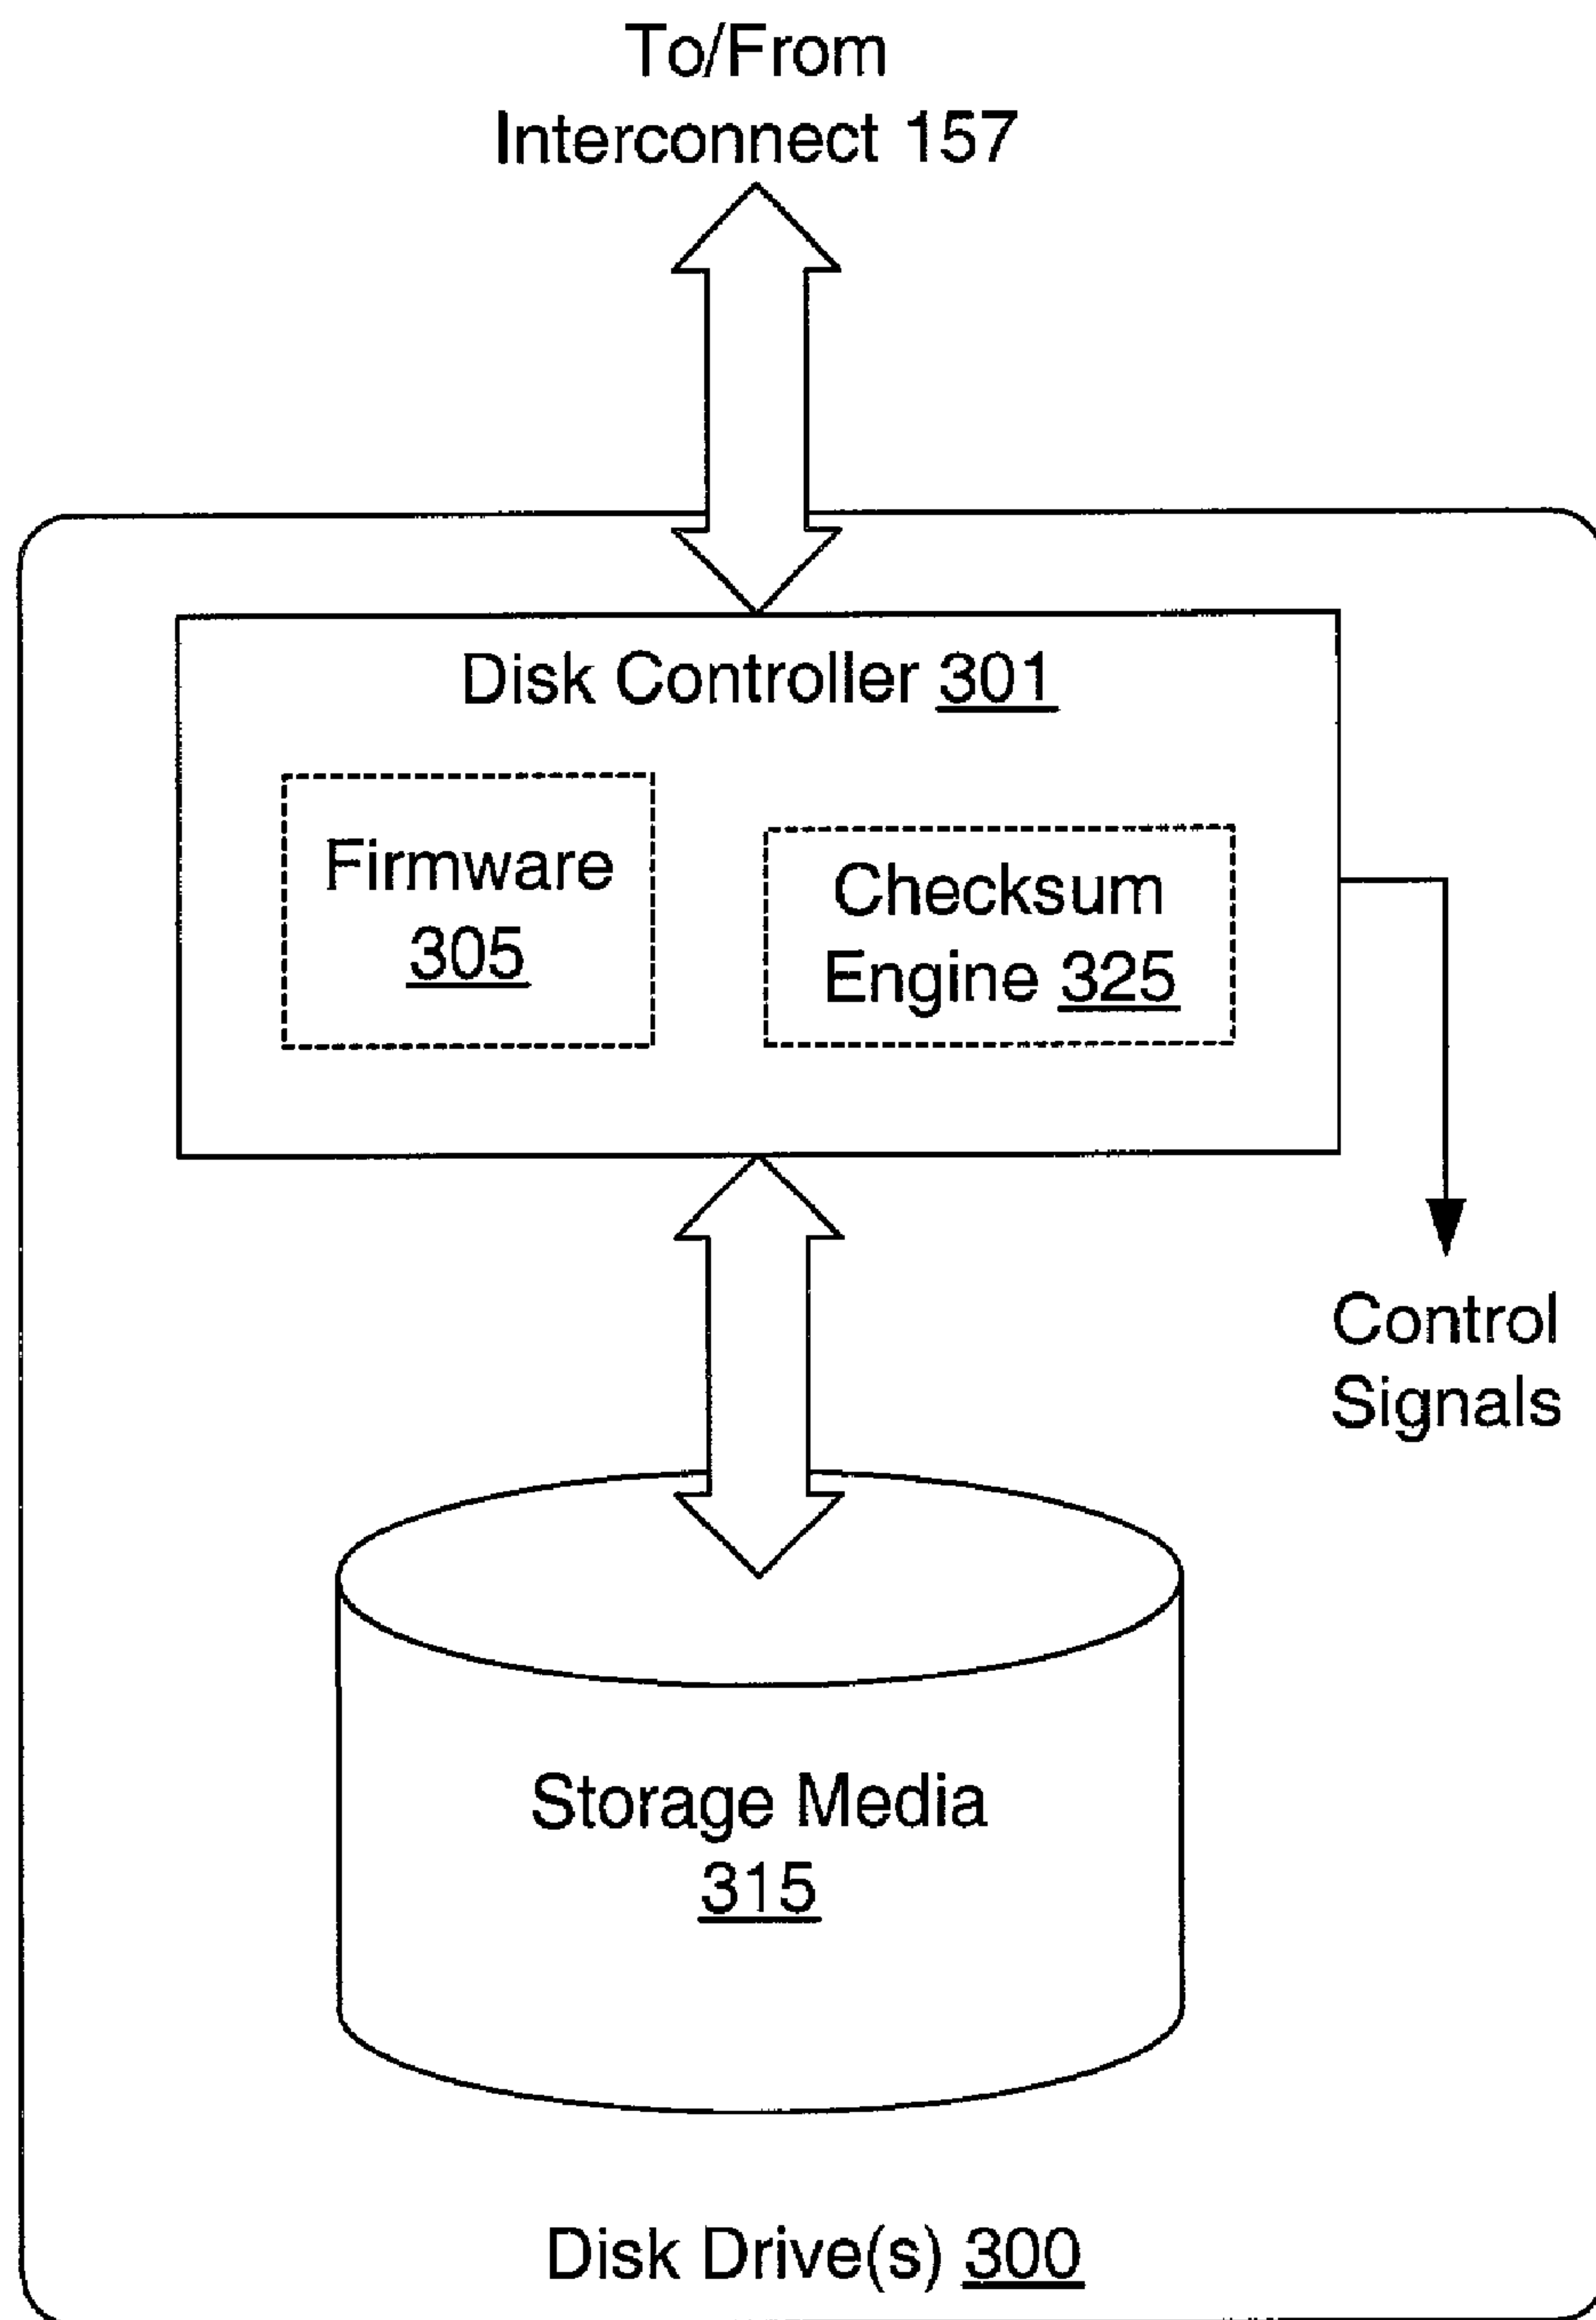 To/From
Interconnect 157
Disk Controller 301
Firmware
305
Checksum
Engine 325
Control
Signals
Storage Media
315
Disk Drive(s) 300